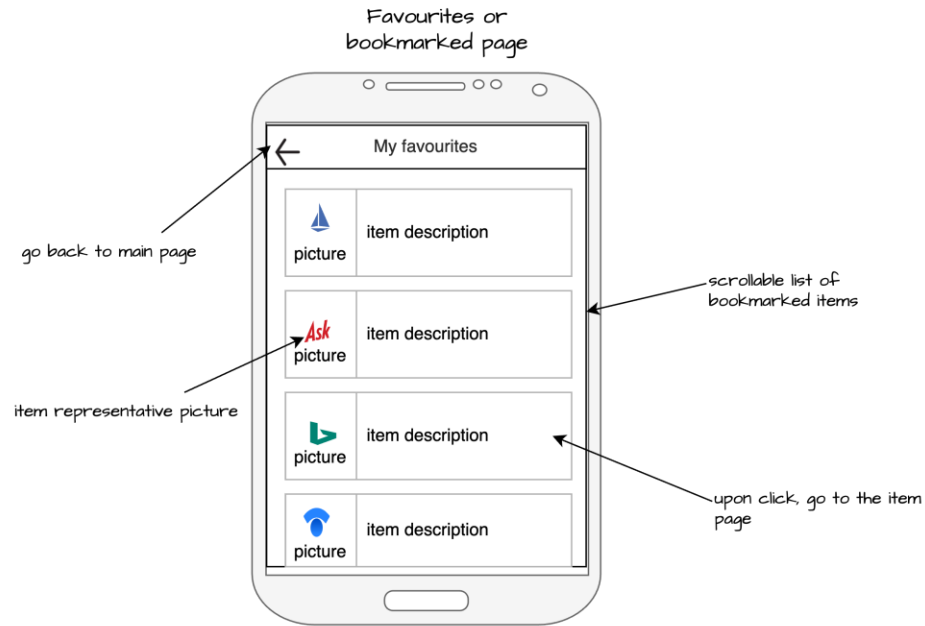 Favourites or
bookmarked page
My favourites
go back to main page
picture
item description
scrollable list of
bookmarked items
Ask
picture
item description
item representative picture
picture
item description
upon click, go to the item
page
picture
item description